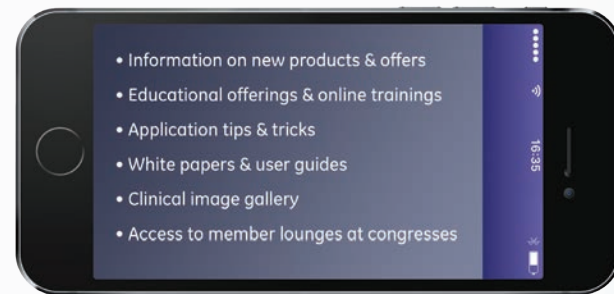 • Information on new products & offers
• Educational offerings & online trainings
• Application tips & tricks
• White papers & user guides
• Clinical image gallery
• Access to member lounges at congresses
16:35